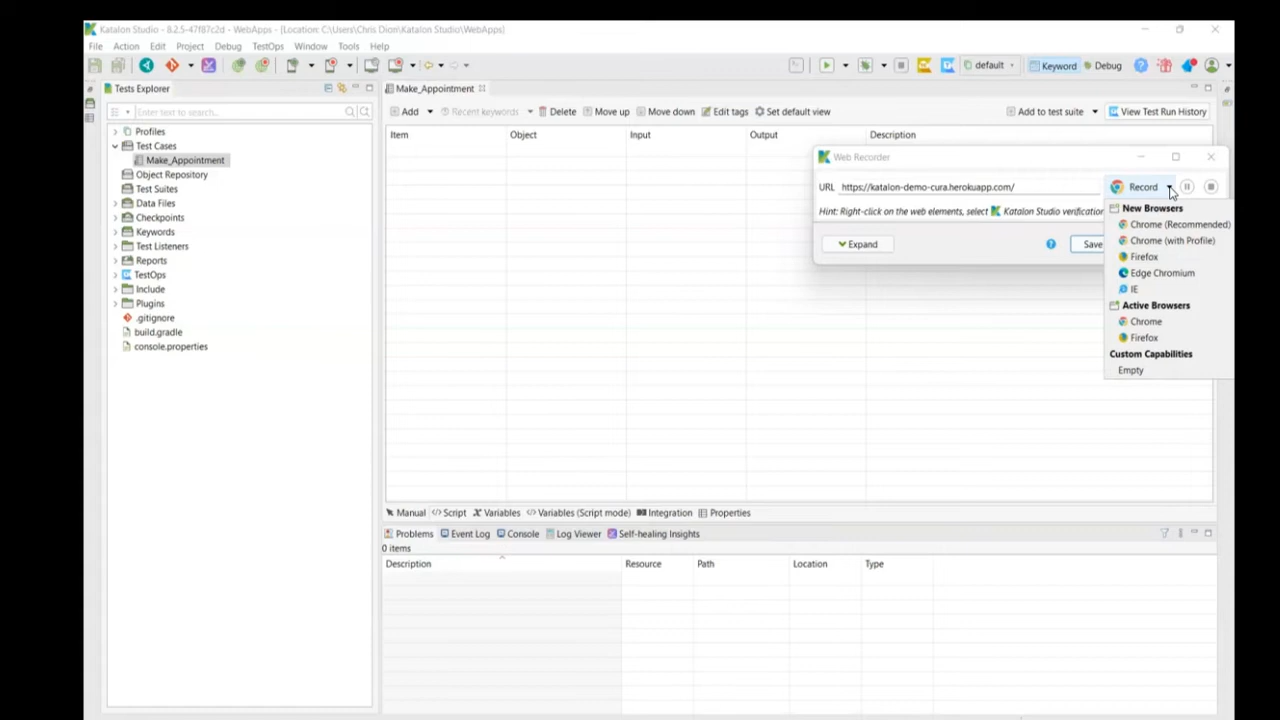 Katalon Studio - 8.2.5-47f87c2d - WebApps - [Location: C:\Users\Chris Dion\Katalon Studio\WebApps]
File Action Edit Project Debug TestOps Window Tools Help
default Keyword Debug
Tests Explorer
Enter text to search...
Profiles
Test Cases
Make_Appointment
Object Repository
Test Suites
Data Files
Checkpoints
Keywords
Test Listeners
Reports
TestOps
Include
Plugins
.gitignore
build.gradle
console.properties
Make_Appointment
Add Recent keywords Delete Move up Move down Edit tags Set default view Add to test suite View Test Run History
Item Object Input Output Description
Web Recorder
URL https://katalon-demo-cura.herokuapp.com/ Record
Hint: Right-click on the web elements, select Katalon Studio verification
Expand Save
New Browsers
Chrome (Recommended)
Chrome (with Profile)
Firefox
Edge Chromium
IE
Active Browsers
Chrome
Firefox
Custom Capabilities
Empty
Manual Script Variables Variables (Script mode) Integration Properties
Problems Event Log Console Log Viewer Self-healing Insights
0 items
Description Resource Path Location Type